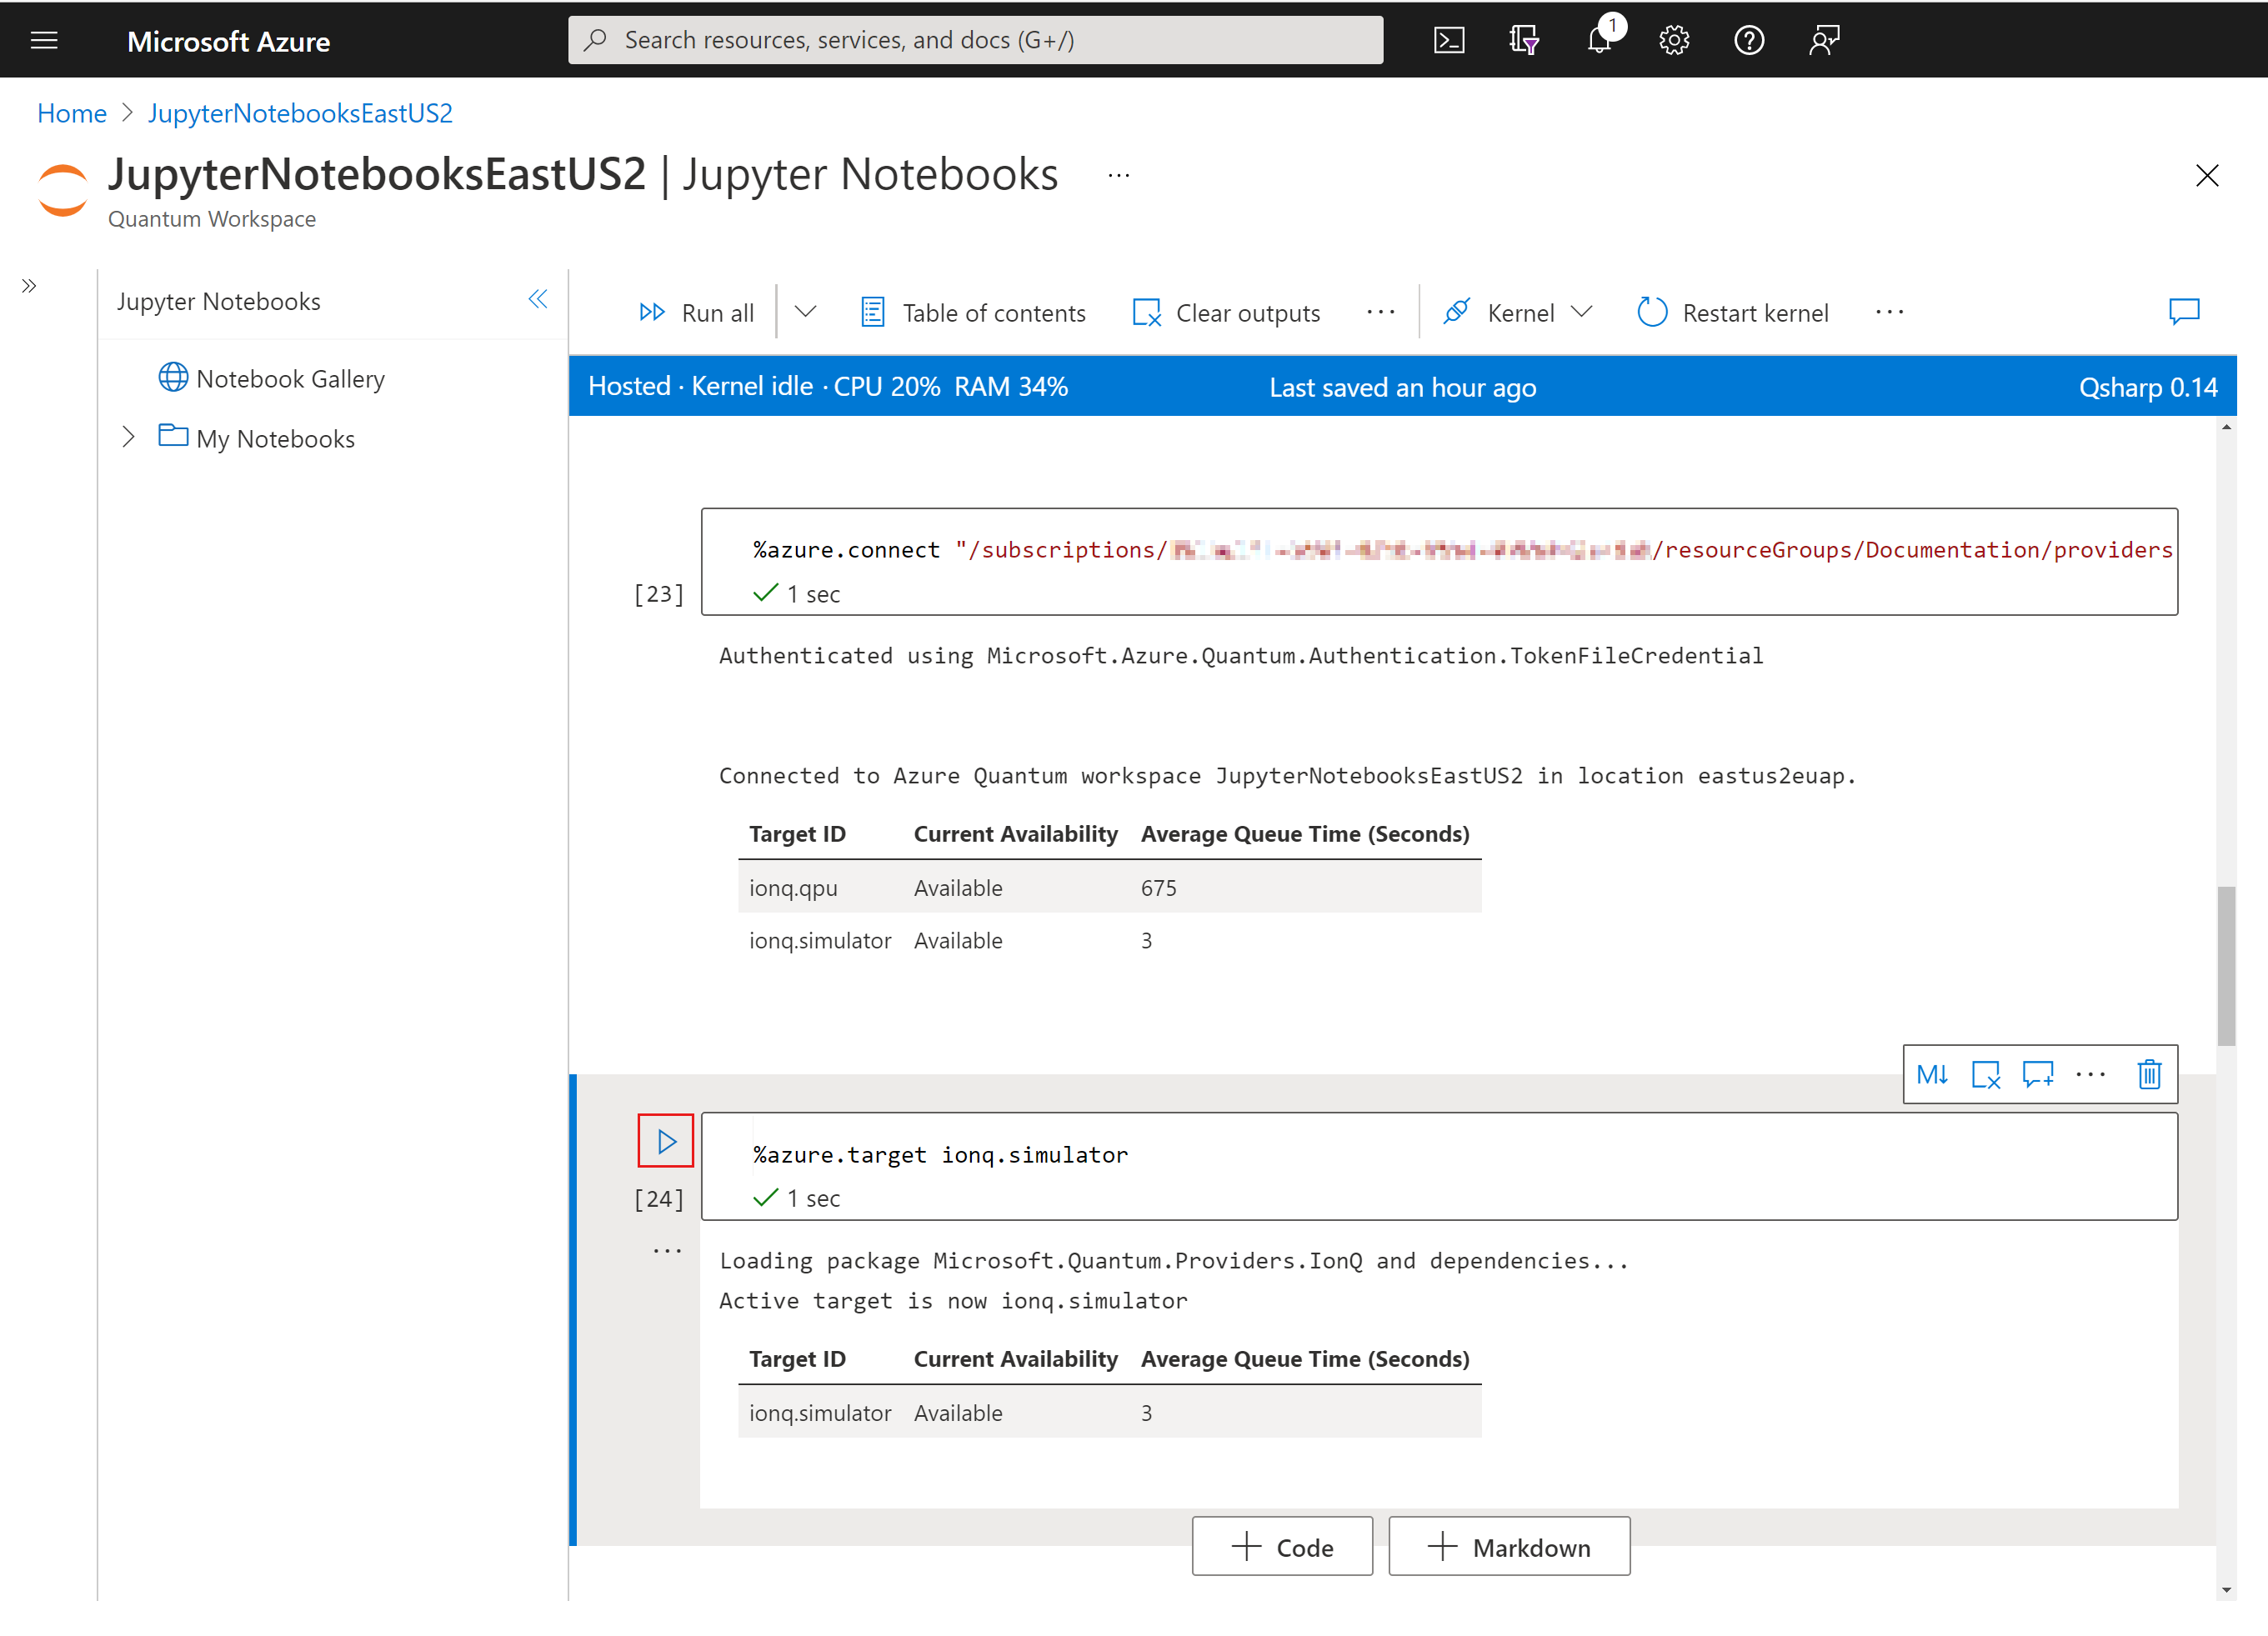 Microsoft Azure
Search resources, services, and docs (G+/)
1
Home > JupyterNotebooksEastUS2
JupyterNotebooksEastUS2 | Jupyter Notebooks ...
Quantum Workspace
Jupyter Notebooks
Notebook Gallery
My Notebooks
Run all
Table of contents
Clear outputs
Kernel
Restart kernel
Hosted · Kernel idle · CPU 20% RAM 34%
Last saved an hour ago
Qsharp 0.14
%azure.connect "/subscriptions/ /resourceGroups/Documentation/providers
[23]
1 sec
Authenticated using Microsoft.Azure.Quantum.Authentication.TokenFileCredential
Connected to Azure Quantum workspace JupyterNotebooksEastUS2 in location eastus2euap.
Target ID Current Availability Average Queue Time (Seconds)
ionq.qpu Available 675
ionq.simulator Available 3
M↓
%azure.target ionq.simulator
[24]
1 sec
Loading package Microsoft.Quantum.Providers.IonQ and dependencies...
Active target is now ionq.simulator
Target ID Current Availability Average Queue Time (Seconds)
ionq.simulator Available 3
+ Code
+ Markdown